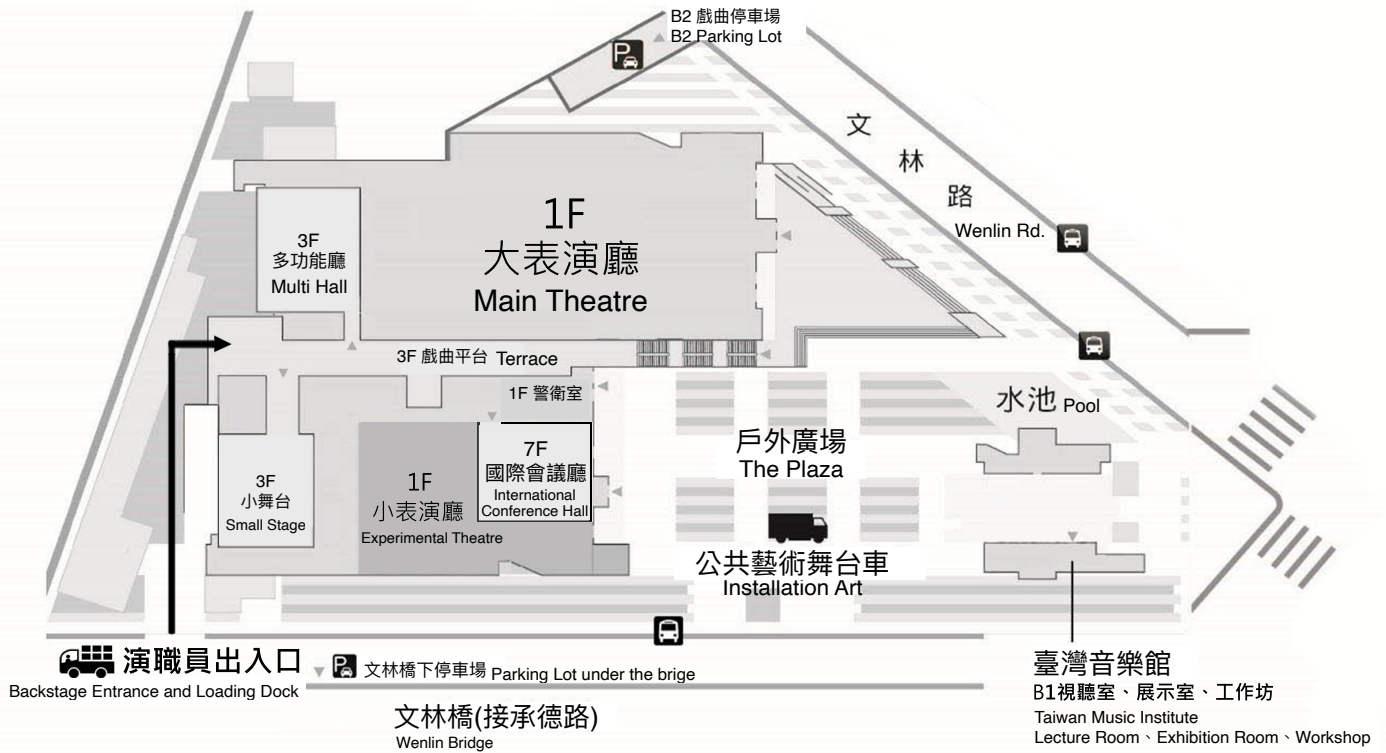 B2 戲曲停車場
B2 Parking Lot
P
文
林
路
Wenlin Rd.
1F
大表演廳
Main Theatre
3F
多功能廳
Multi Hall
3F 戲曲平台 Terrace
1F 警衛室
水池 Pool
戶外廣場
The Plaza
7F
國際會議廳
International
Conference Hall
1F
小表演廳
Experimental Theatre
3F
小舞台
Small Stage
公共藝術舞台車
Installation Art
演職員出入口
Backstage Entrance and Loading Dock
P
文林橋下停車場 Parking Lot under the brige
文林橋(接承德路)
Wenlin Bridge
臺灣音樂館
B1視聽室、展示室、工作坊
Taiwan Music Institute
Lecture Room、Exhibition Room、Workshop